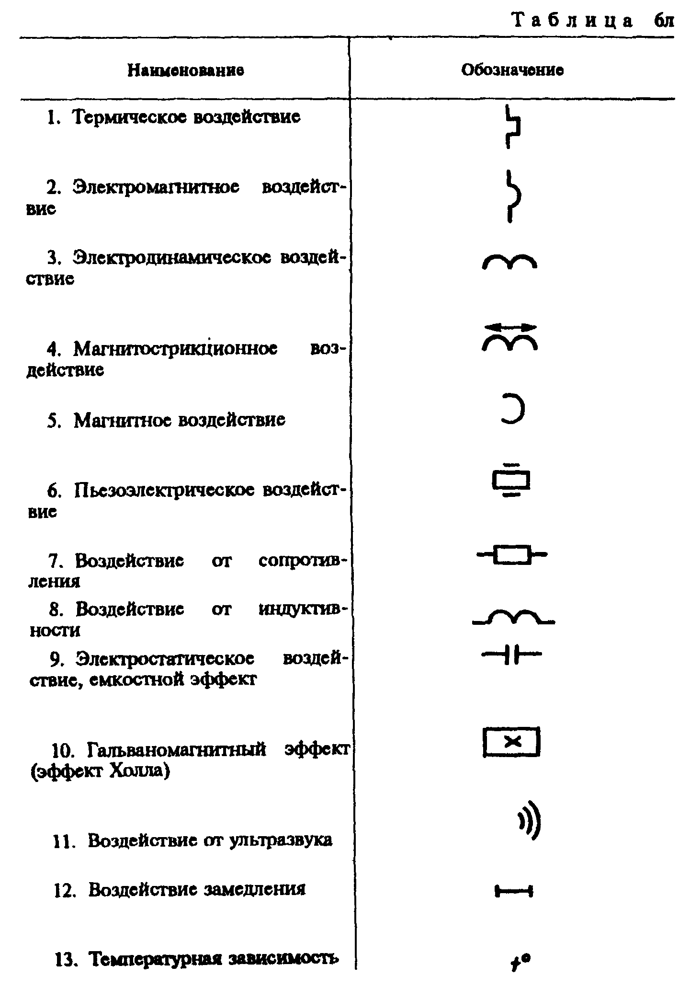 Таблица 6л
Наименование Обозначение
1. Термическое воздействие
2. Электромагнитное воздейст-
вие
3. Электродинамическое воздей-
ствие
4. Магнитострикционное воз-
действие
5. Магнитное воздействие
6. Пьезоэлектрическое воздейст-
вие
7. Воздействие от сопротив-
ления
8. Воздействие от индуктив-
ности
9. Электростатическое воздей-
ствие, емкостной эффект
10. Гальваномагнитный эффект
(эффект Холла)
11. Воздействие от ультразвука
12. Воздействие замедления
13. Температурная зависимость t°